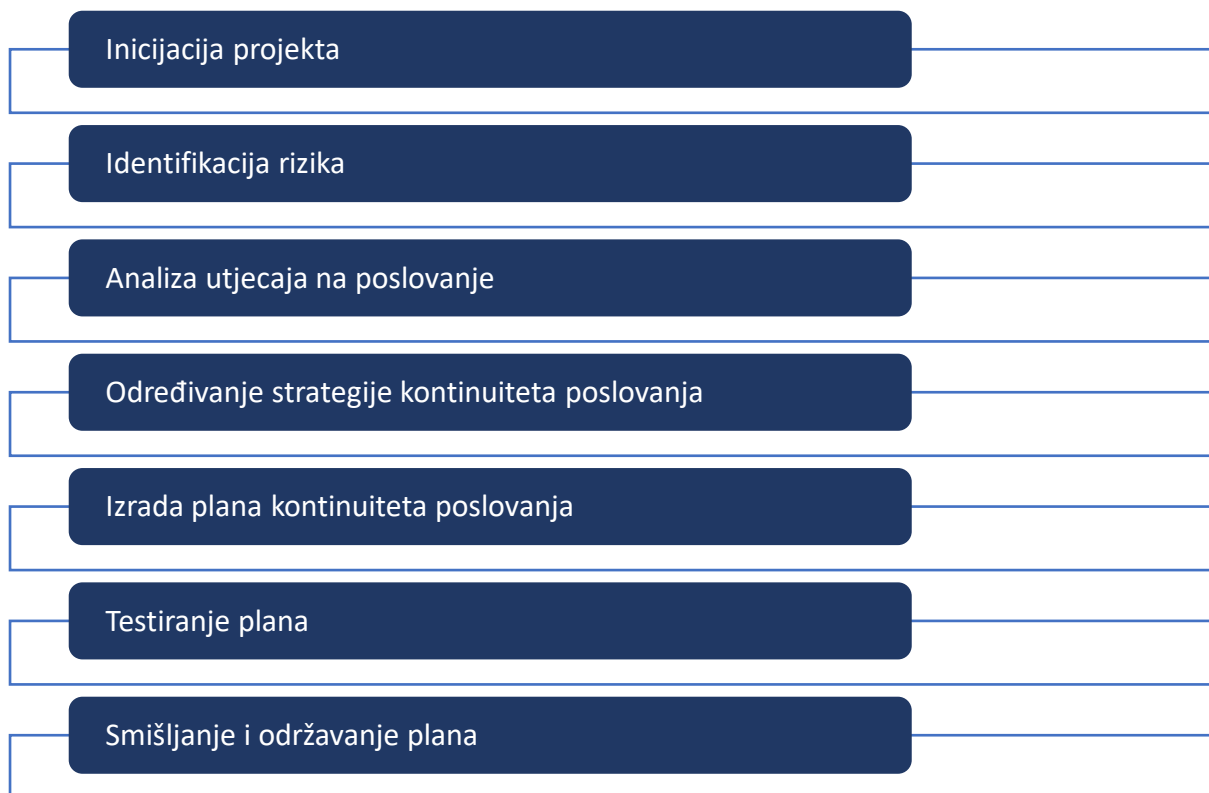 Inicijacija projekta
Identifikacija rizika
Analiza utjecaja na poslovanje
Određivanje strategije kontinuiteta poslovanja
Izrada plana kontinuiteta poslovanja
Testiranje plana
Smišljanje i održavanje plana